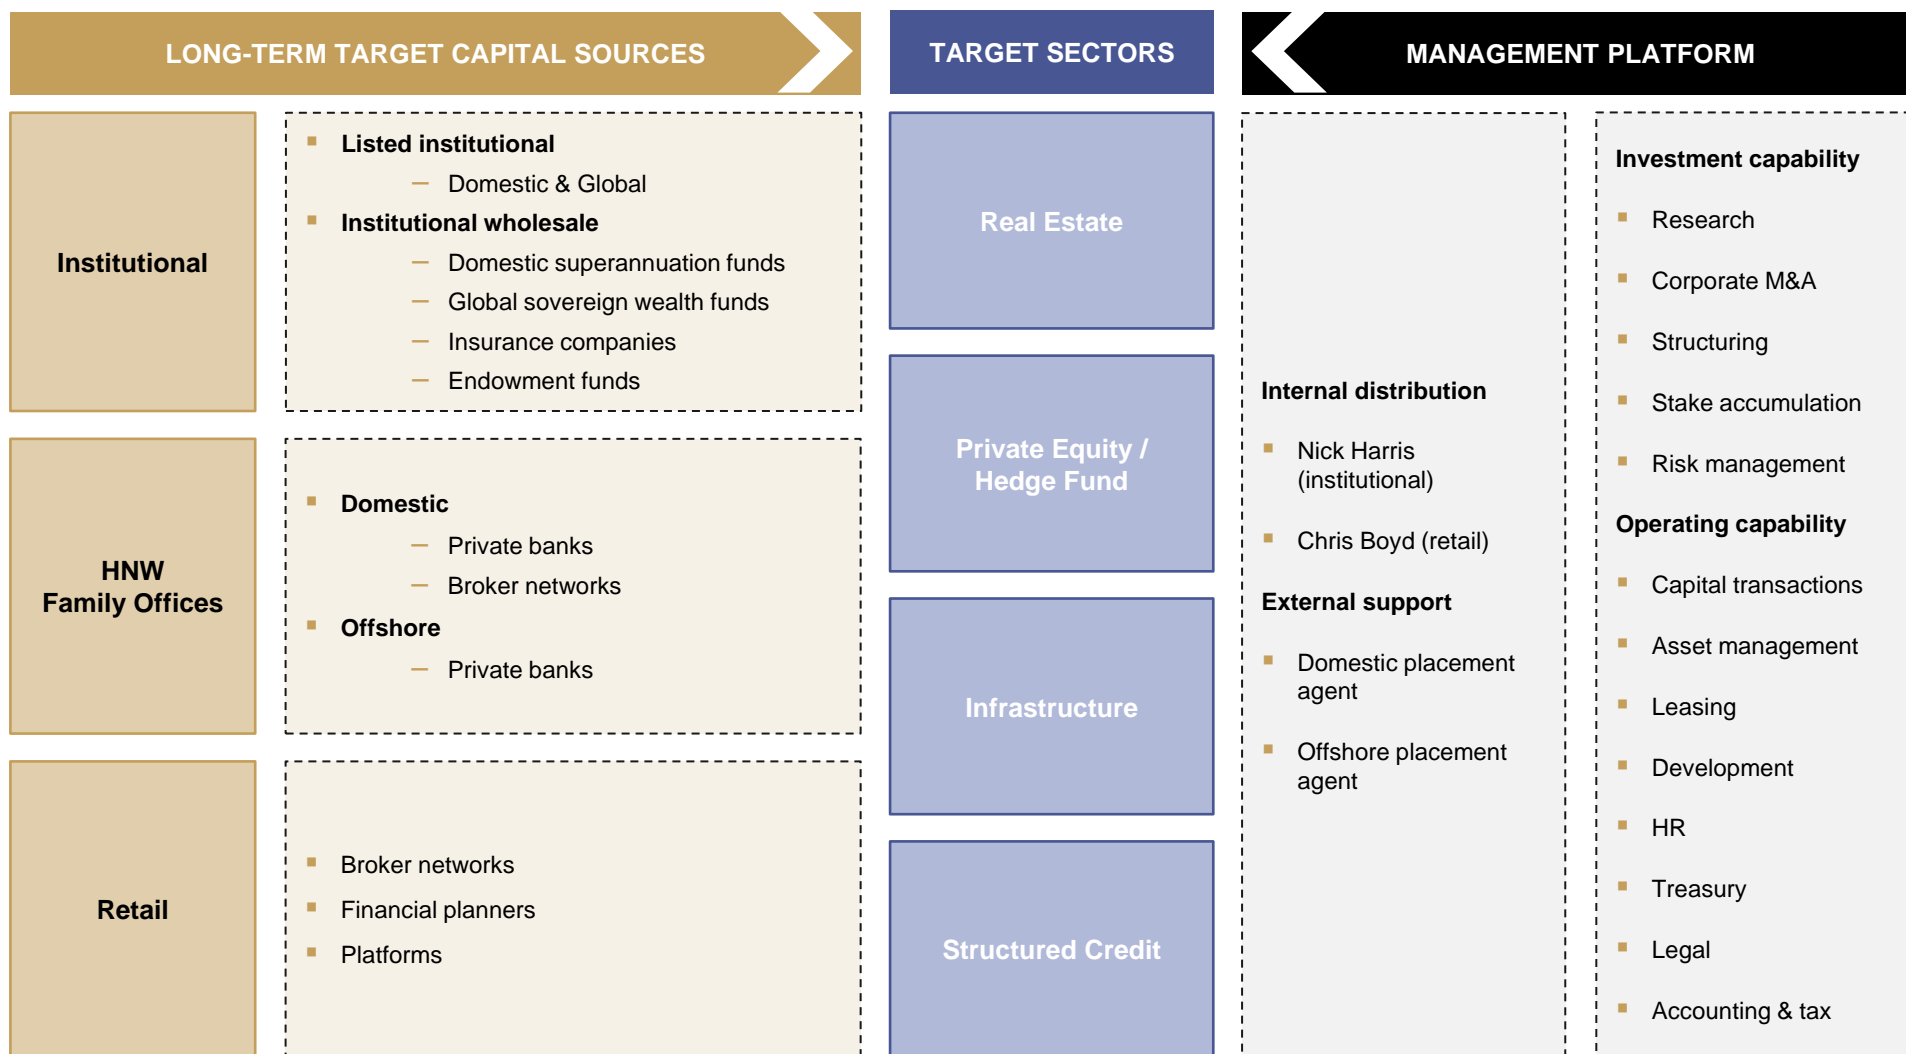 LONG-TERM TARGET CAPITAL SOURCES
TARGET SECTORS
MANAGEMENT PLATFORM
Institutional
Listed institutional
– Domestic & Global
Institutional wholesale
– Domestic superannuation funds
– Global sovereign wealth funds
– Insurance companies
– Endowment funds
HNW
Family Offices
Domestic
– Private banks
– Broker networks
Offshore
– Private banks
Retail
Broker networks
Financial planners
Platforms
Real Estate
Private Equity /
Hedge Fund
Infrastructure
Structured Credit
Internal distribution
Nick Harris
(institutional)
Chris Boyd (retail)
External support
Domestic placement
agent
Offshore placement
agent
Investment capability
Research
Corporate M&A
Structuring
Stake accumulation
Risk management
Operating capability
Capital transactions
Asset management
Leasing
Development
HR
Treasury
Legal
Accounting & tax